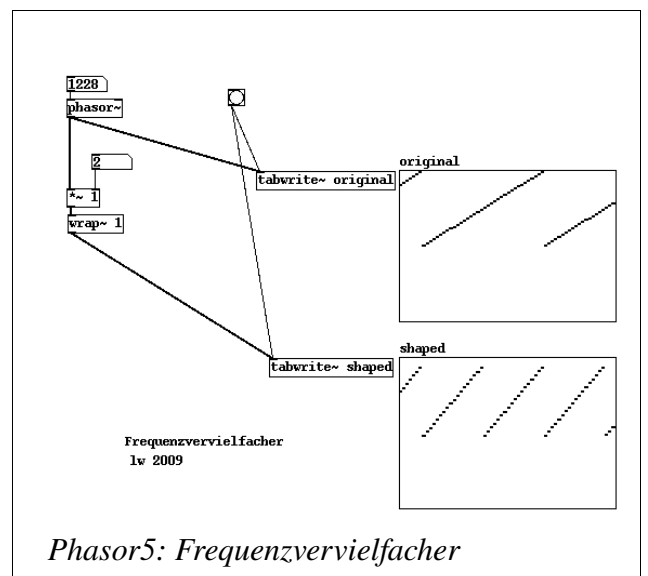 1228
phasor~
2
*~ 1
wrap~ 1
tabwrite~ original
original
tabwrite~ shaped
shaped
Frequenzvervielfacher
lw 2009
Phasor5: Frequenzvervielfacher